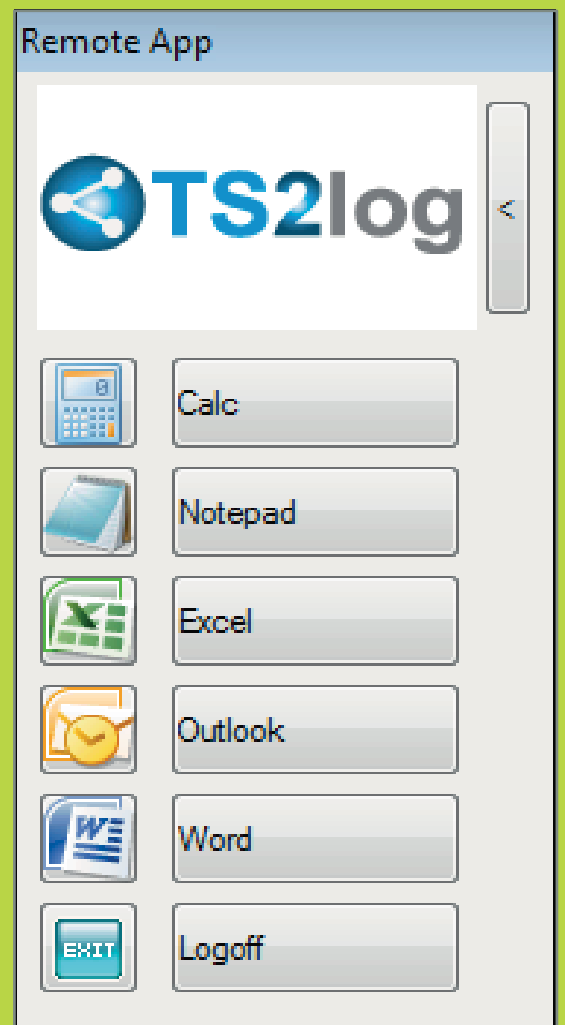 Remote App
TS2log
<
0
Calc
Notepad
Excel
Outlook
Word
EXIT
Logoff